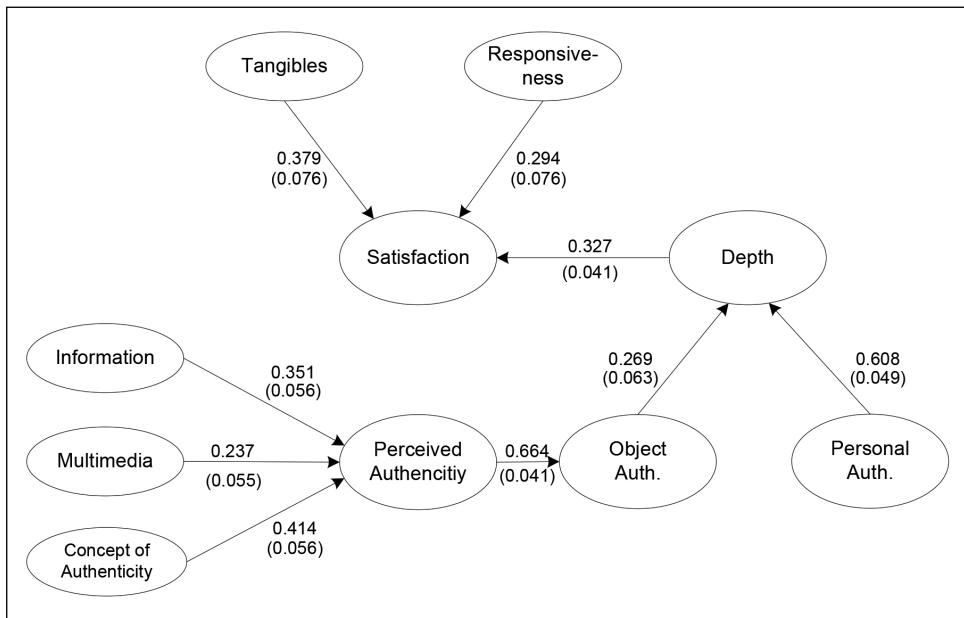 Tangibles
Responsive-
ness
0.379
(0.076)
0.294
(0.076)
Satisfaction
0.327
(0.041)
Depth
Information
0.351
(0.056)
0.269
(0.063)
0.608
(0.049)
Multimedia
0.237
(0.055)
Perceived
Authencitiy
0.664
(0.041)
Object
Auth.
Personal
Auth.
0.414
(0.056)
Concept of
Authenticity